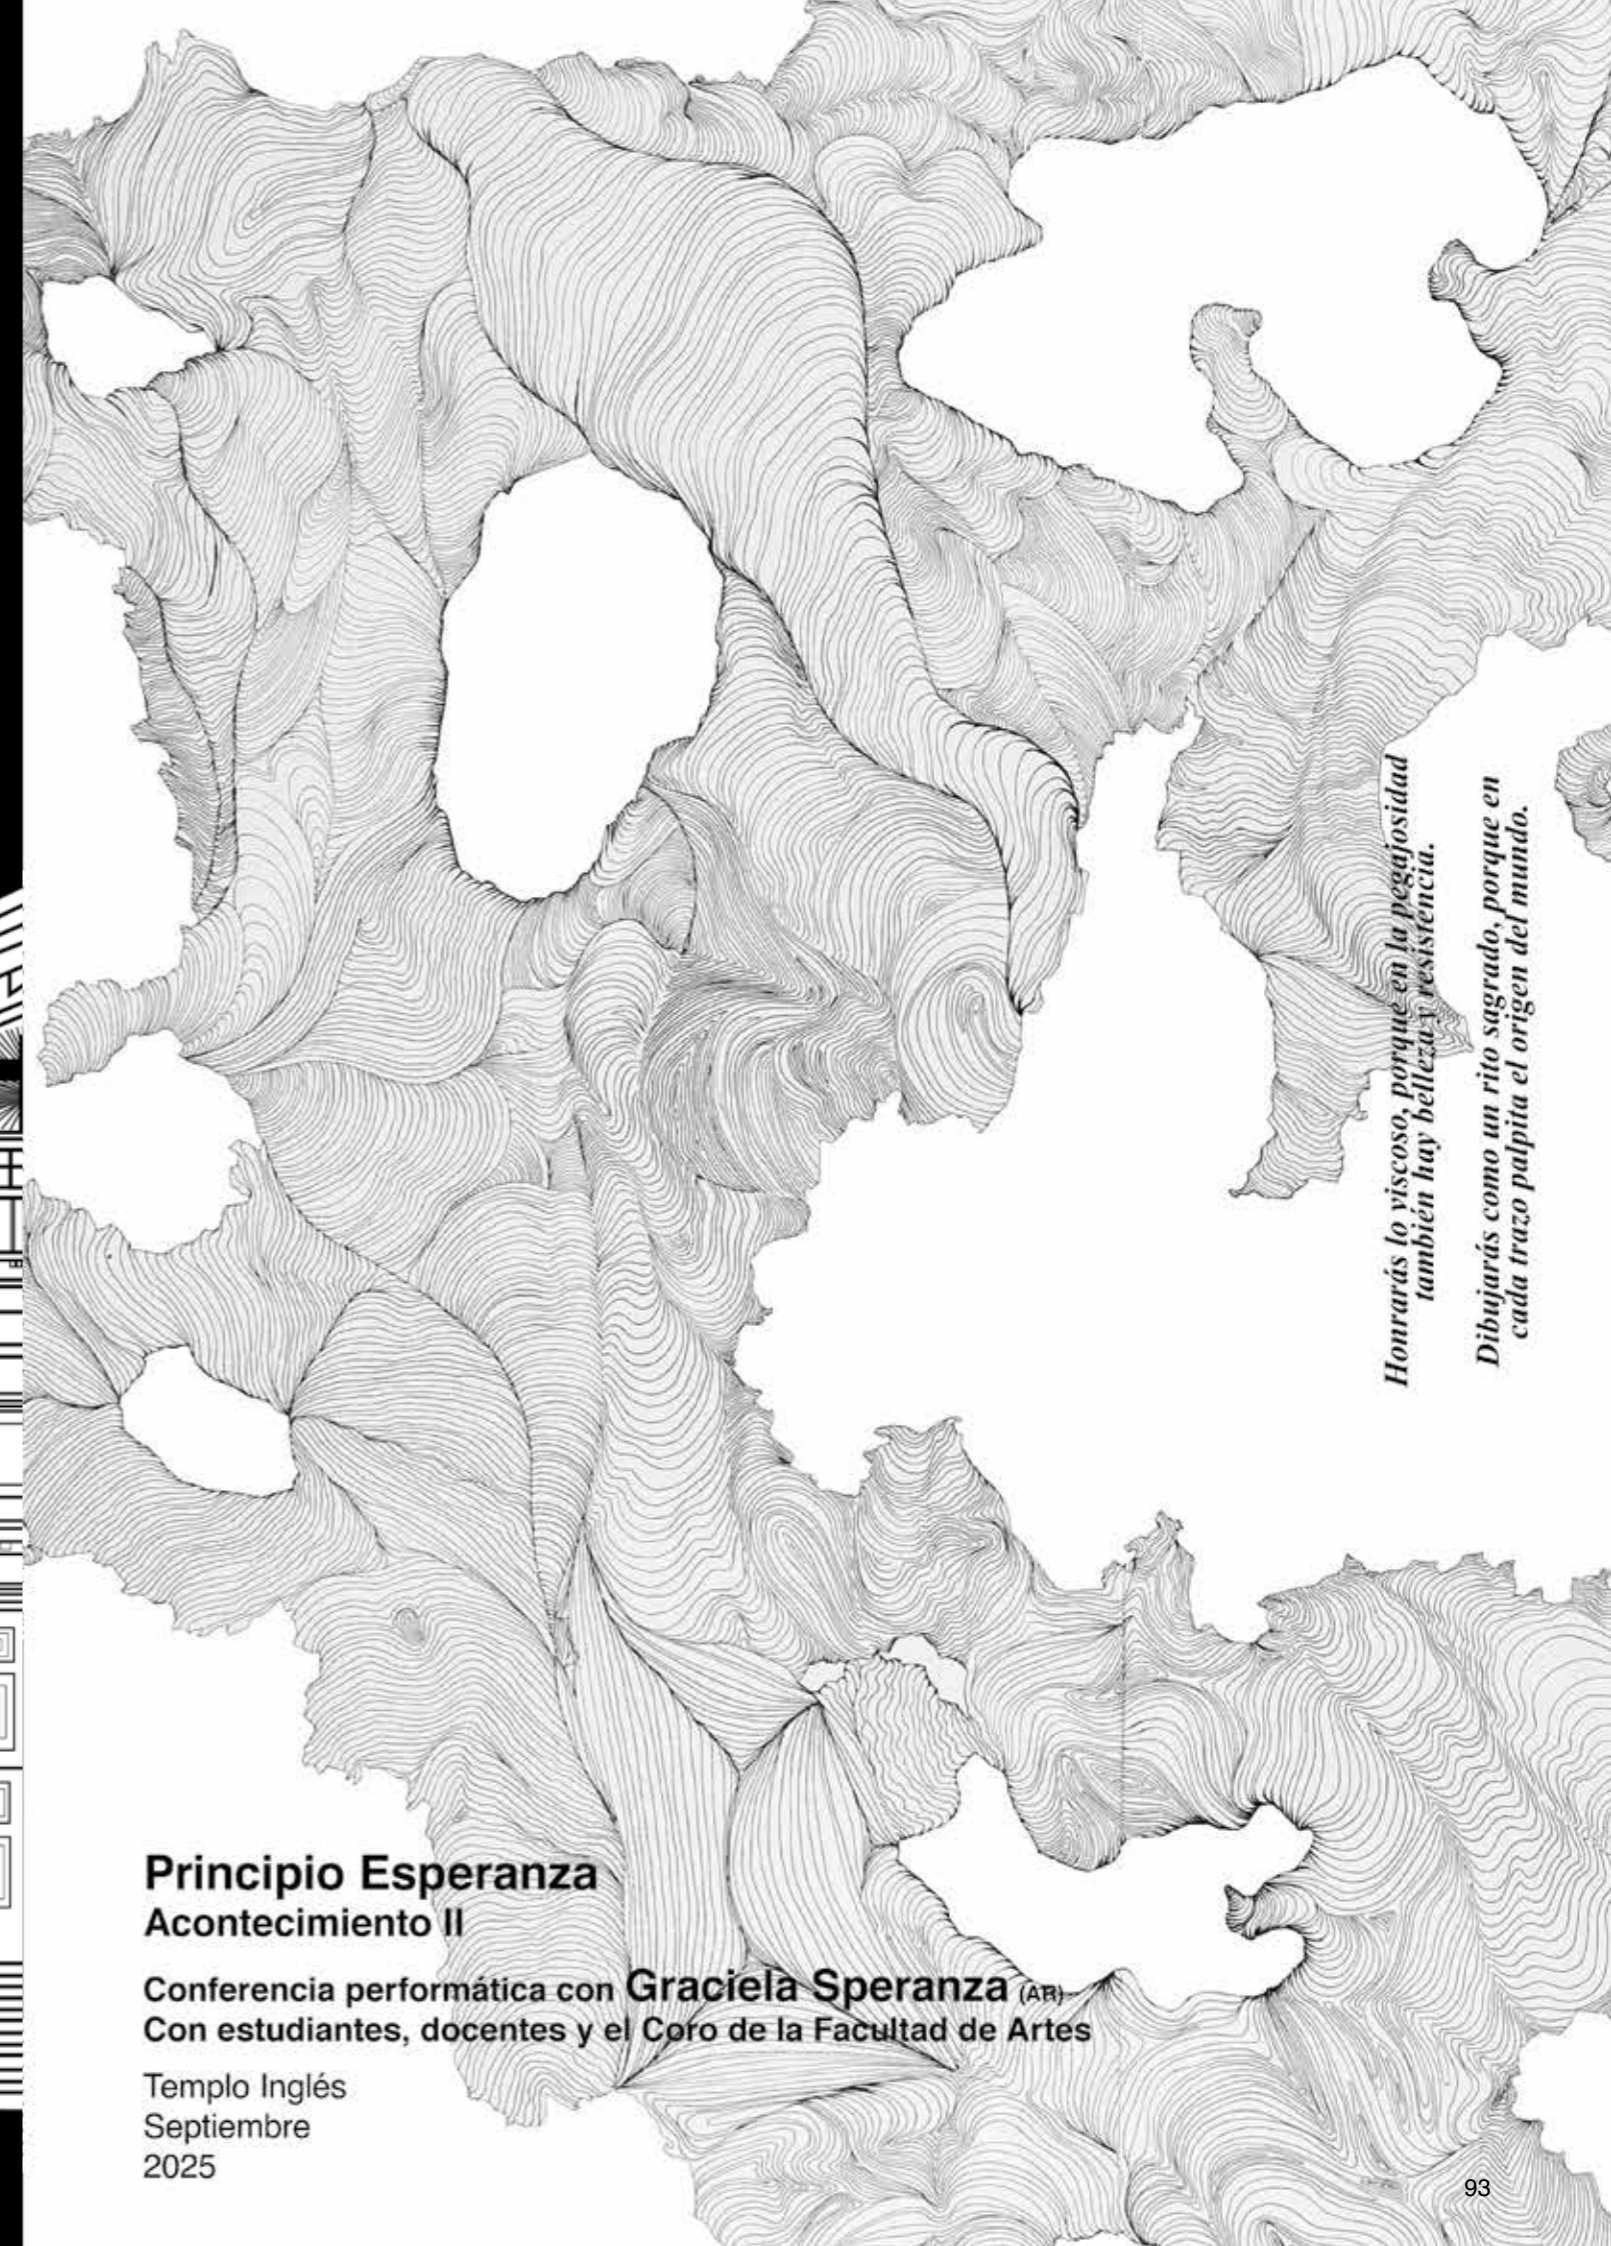 Honrarás lo viscoso, porque en la pegajosidad
también hay belleza y resistencia.
Dibujarás como un rito sagrado, porque en
cada trazo palpita el origen del mundo.
Principio Esperanza
Acontecimiento II
Conferencia performática con Graciela Speranza (AR)
Con estudiantes, docentes y el Coro de la Facultad de Artes
Templo Inglés
Septiembre
2025
93